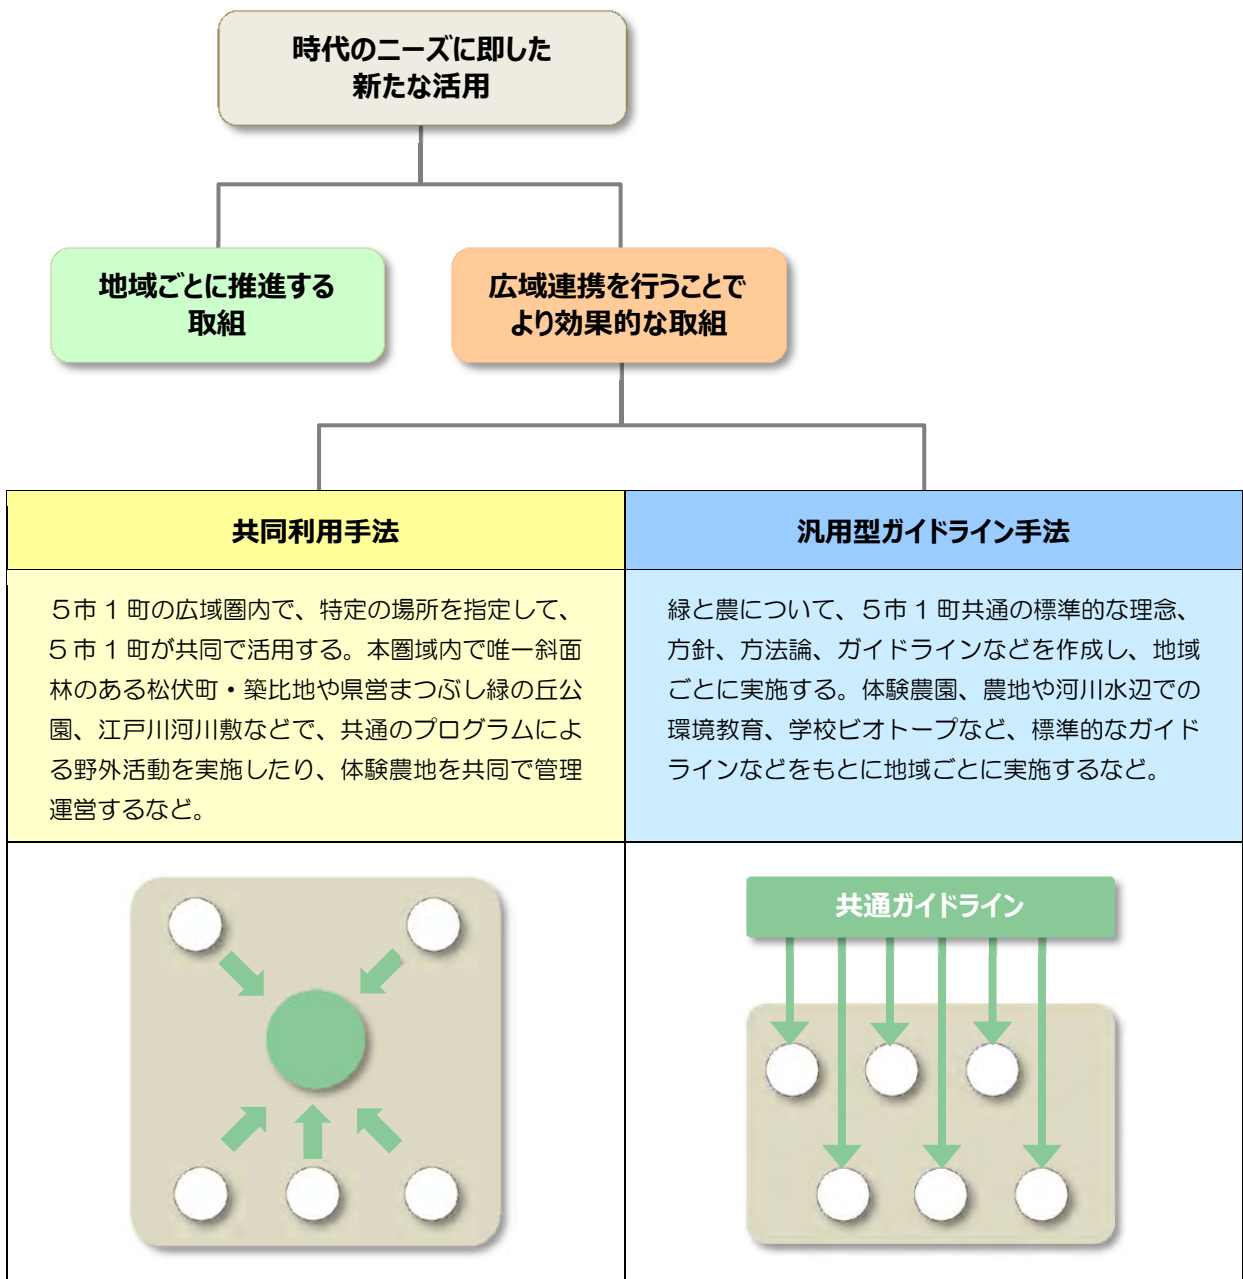 時代のニーズに即した
新たな活用
地域ごとに推進する
取組
広域連携を行うことで
より効果的な取組
共同利用手法
５市１町の広域圏内で、特定の場所を指定して、
５市１町が共同で活用する。本圏域内で唯一斜面
林のある松伏町・築比地や県営まつぶし緑の丘公
園、江戸川河川敷などで、共通のプログラムによ
る野外活動を実施したり、体験農地を共同で管理
運営するなど。
汎用型ガイドライン手法
緑と農について、５市１町共通の標準的な理念、
方針、方法論、ガイドラインなどを作成し、地域
ごとに実施する。体験農園、農地や河川水辺での
環境教育、学校ビオトープなど、標準的なガイド
ラインなどをもとに地域ごとに実施するなど。
共通ガイドライン